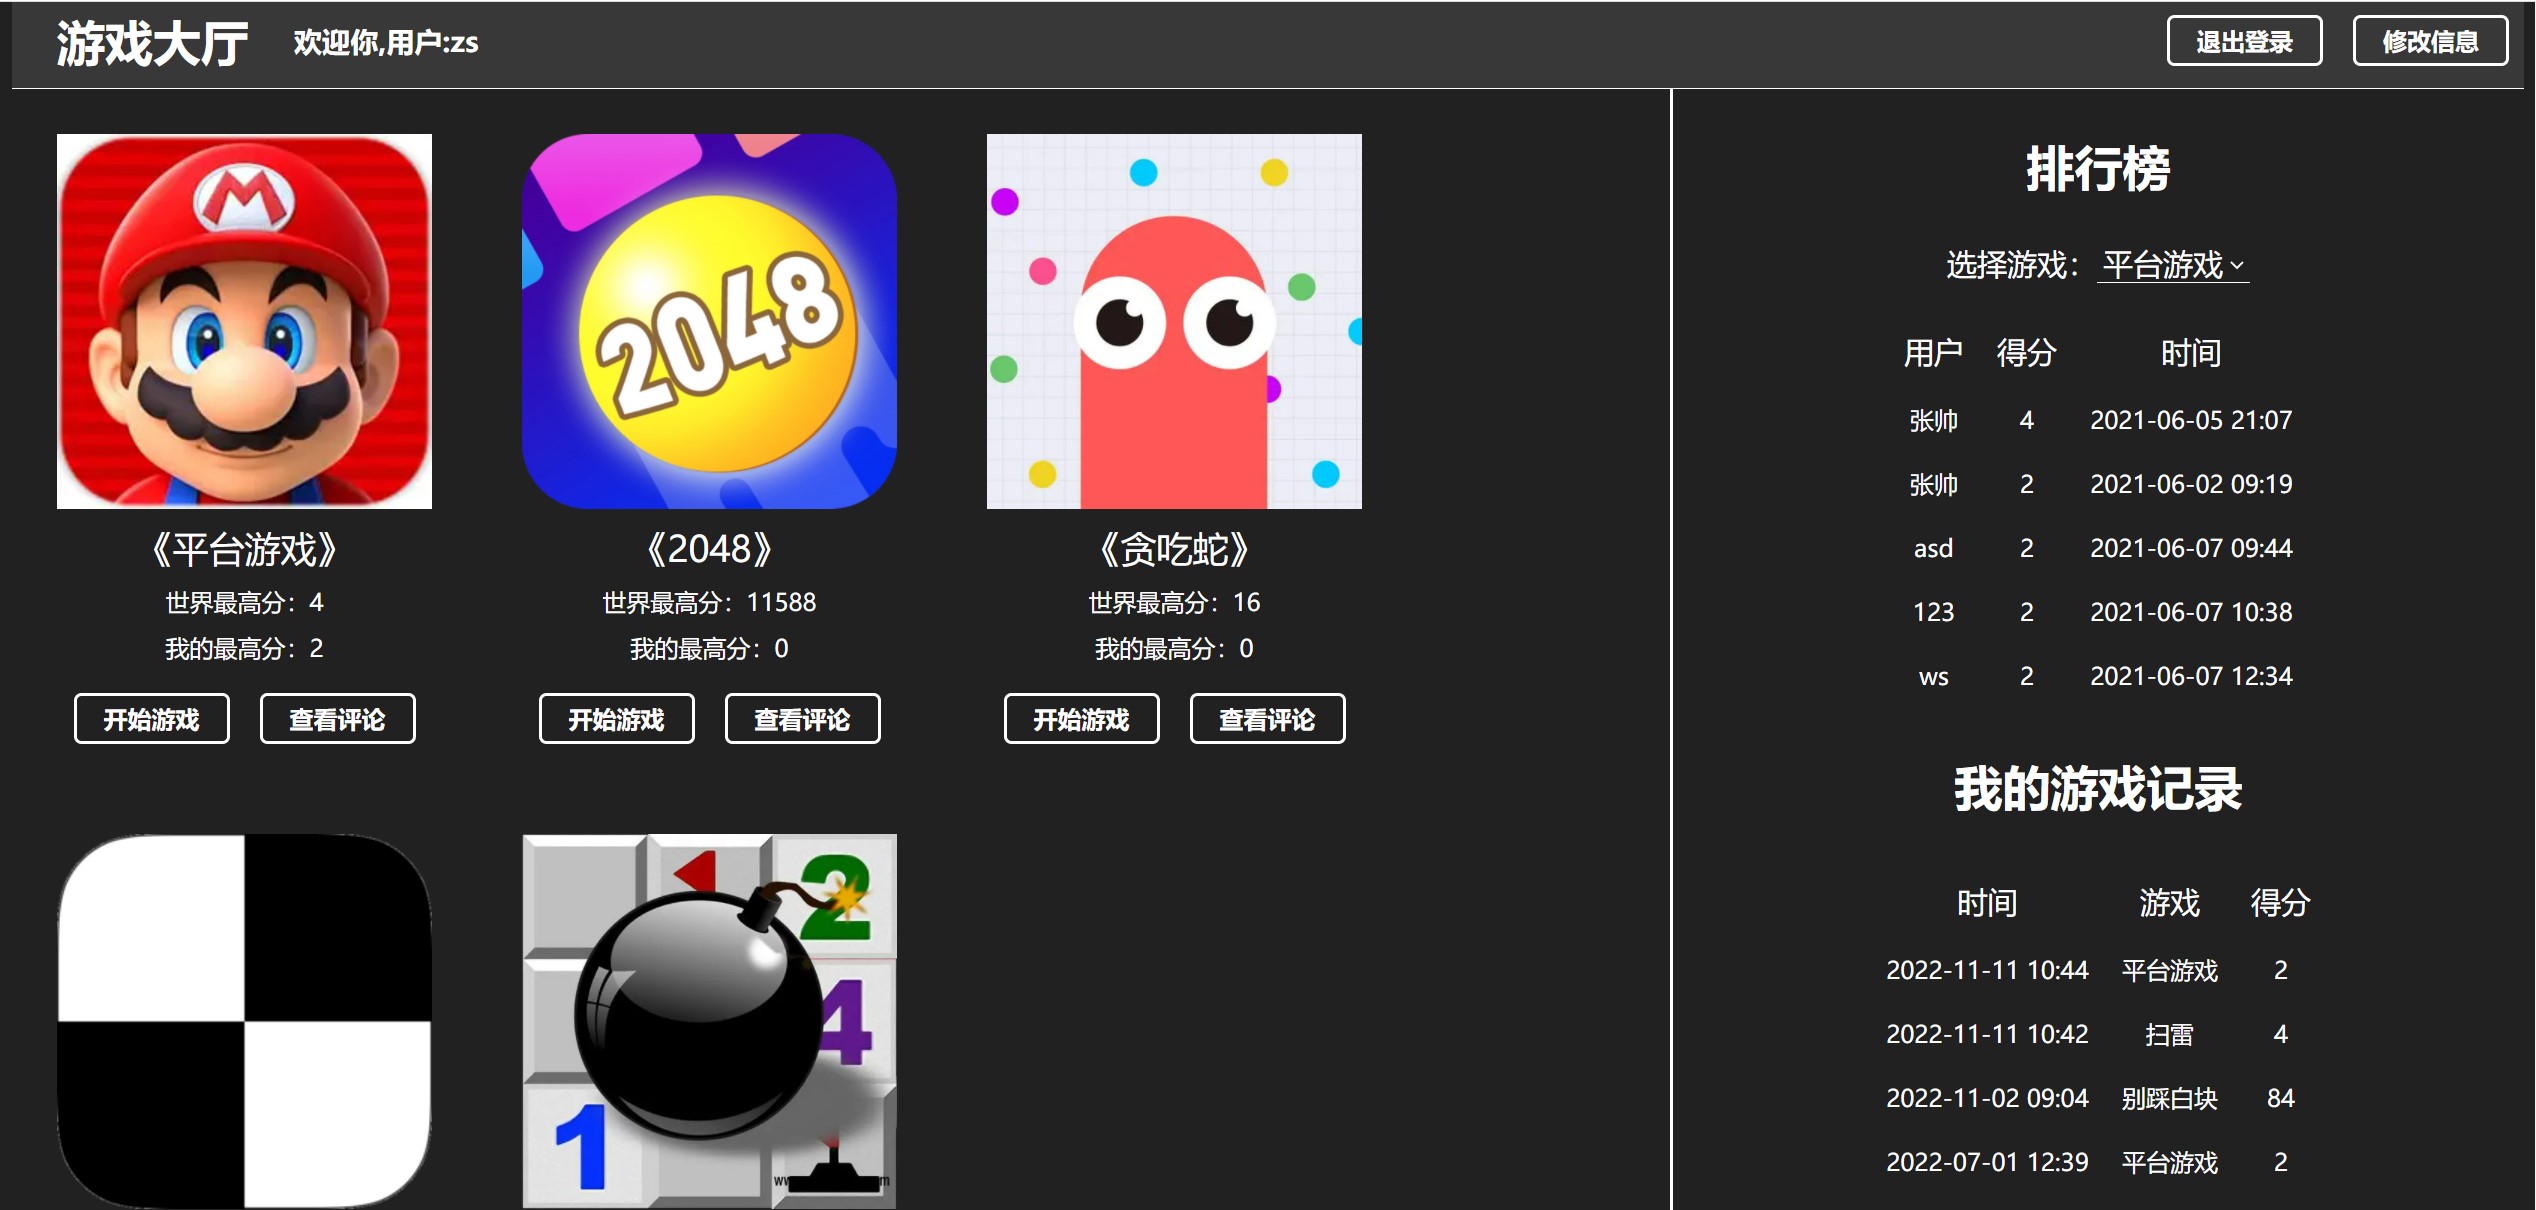 游戏大厅 欢迎你,用户:zs 退出登录 修改信息
M
2048
《平台游戏》
世界最高分：4
我的最高分：2
开始游戏 查看评论
《2048》
世界最高分：11588
我的最高分：0
开始游戏 查看评论
《贪吃蛇》
世界最高分：16
我的最高分：0
开始游戏 查看评论
2
4
1
排行榜
选择游戏： 平台游戏
用户 得分 时间
张帅 4 2021-06-05 21:07
张帅 2 2021-06-02 09:19
asd 2 2021-06-07 09:44
123 2 2021-06-07 10:38
ws 2 2021-06-07 12:34
我的游戏记录
时间 游戏 得分
2022-11-11 10:44 平台游戏 2
2022-11-11 10:42 扫雷 4
2022-11-02 09:04 别踩白块 84
2022-07-01 12:39 平台游戏 2